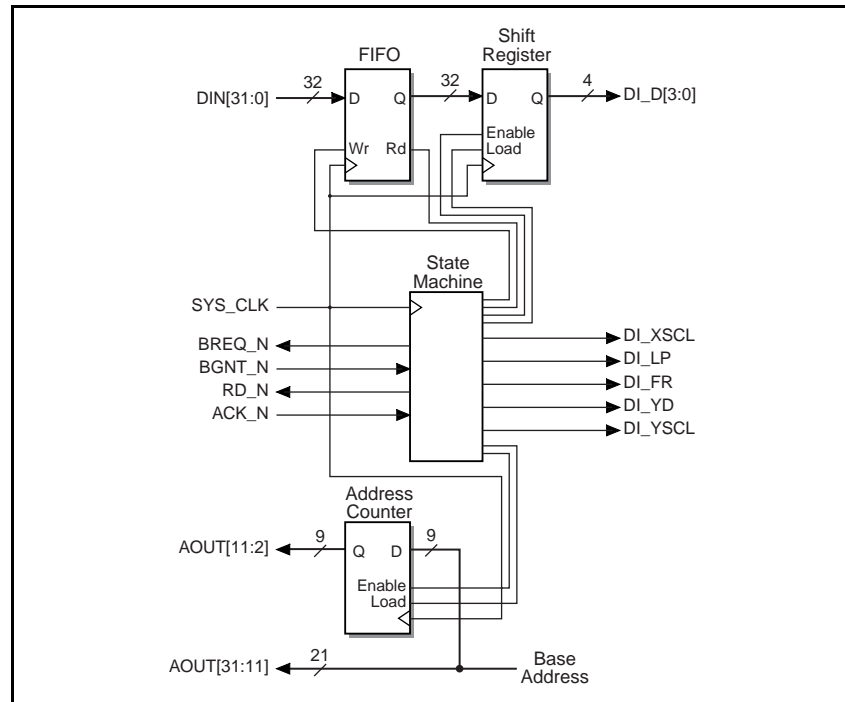 FIFO
Shift
Register
DIN[31:0]
32
D
Q
32
D
Q
4
DI_D[3:0]
Wr
Rd
Enable
Load
State
Machine
SYS_CLK
BREQ_N
BGNT_N
RD_N
ACK_N
DI_XSCL
DI_LP
DI_FR
DI_YD
DI_YSCL
Address
Counter
AOUT[11:2]
9
Q
D
9
Enable
Load
AOUT[31:11]
21
Base
Address